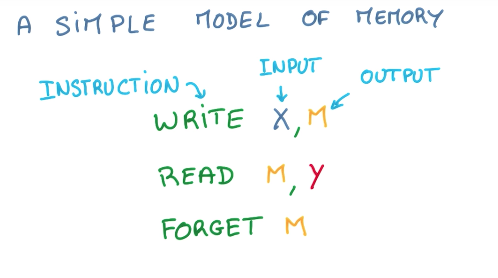 A SiMPLE MODEL OF MEMORY
INSTRUCTiON INPUT OUTPUT
WRiTE X, M
READ M, Y
FORGET M